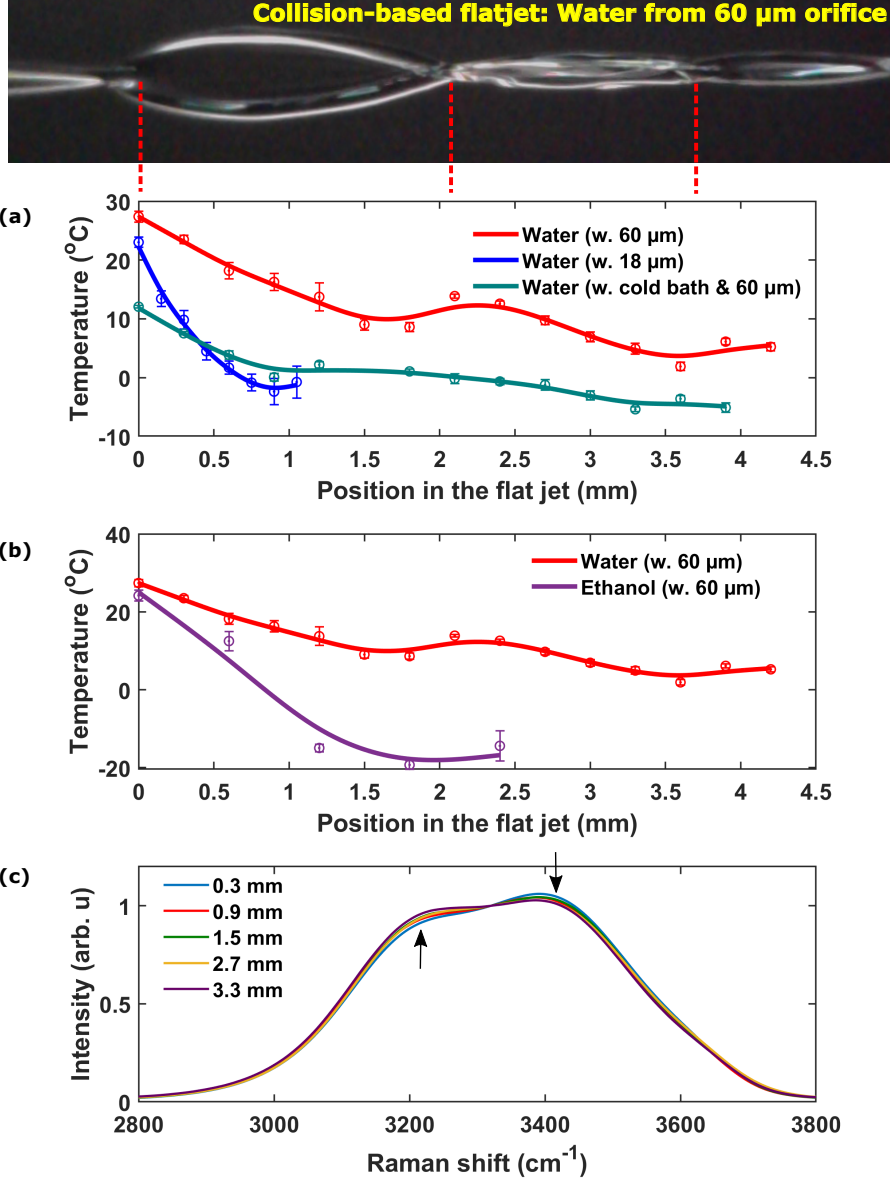 Collision-based flatjet: Water from 60 µm orifice
(a)
30
20
10
0
-10
Temperature (°C)
Water (w. 60 µm)
Water (w. 18 µm)
Water (w. cold bath & 60 µm)
0 0.5 1 1.5 2 2.5 3 3.5 4 4.5
Position in the flat jet (mm)
(b)
40
20
0
-20
Temperature (°C)
Water (w. 60 µm)
Ethanol (w. 60 µm)
0 0.5 1 1.5 2 2.5 3 3.5 4 4.5
Position in the flat jet (mm)
(c)
1
0.5
0
Intensity (arb. u)
0.3 mm
0.9 mm
1.5 mm
2.7 mm
3.3 mm
2800 3000 3200 3400 3600 3800
Raman shift (cm⁻¹)